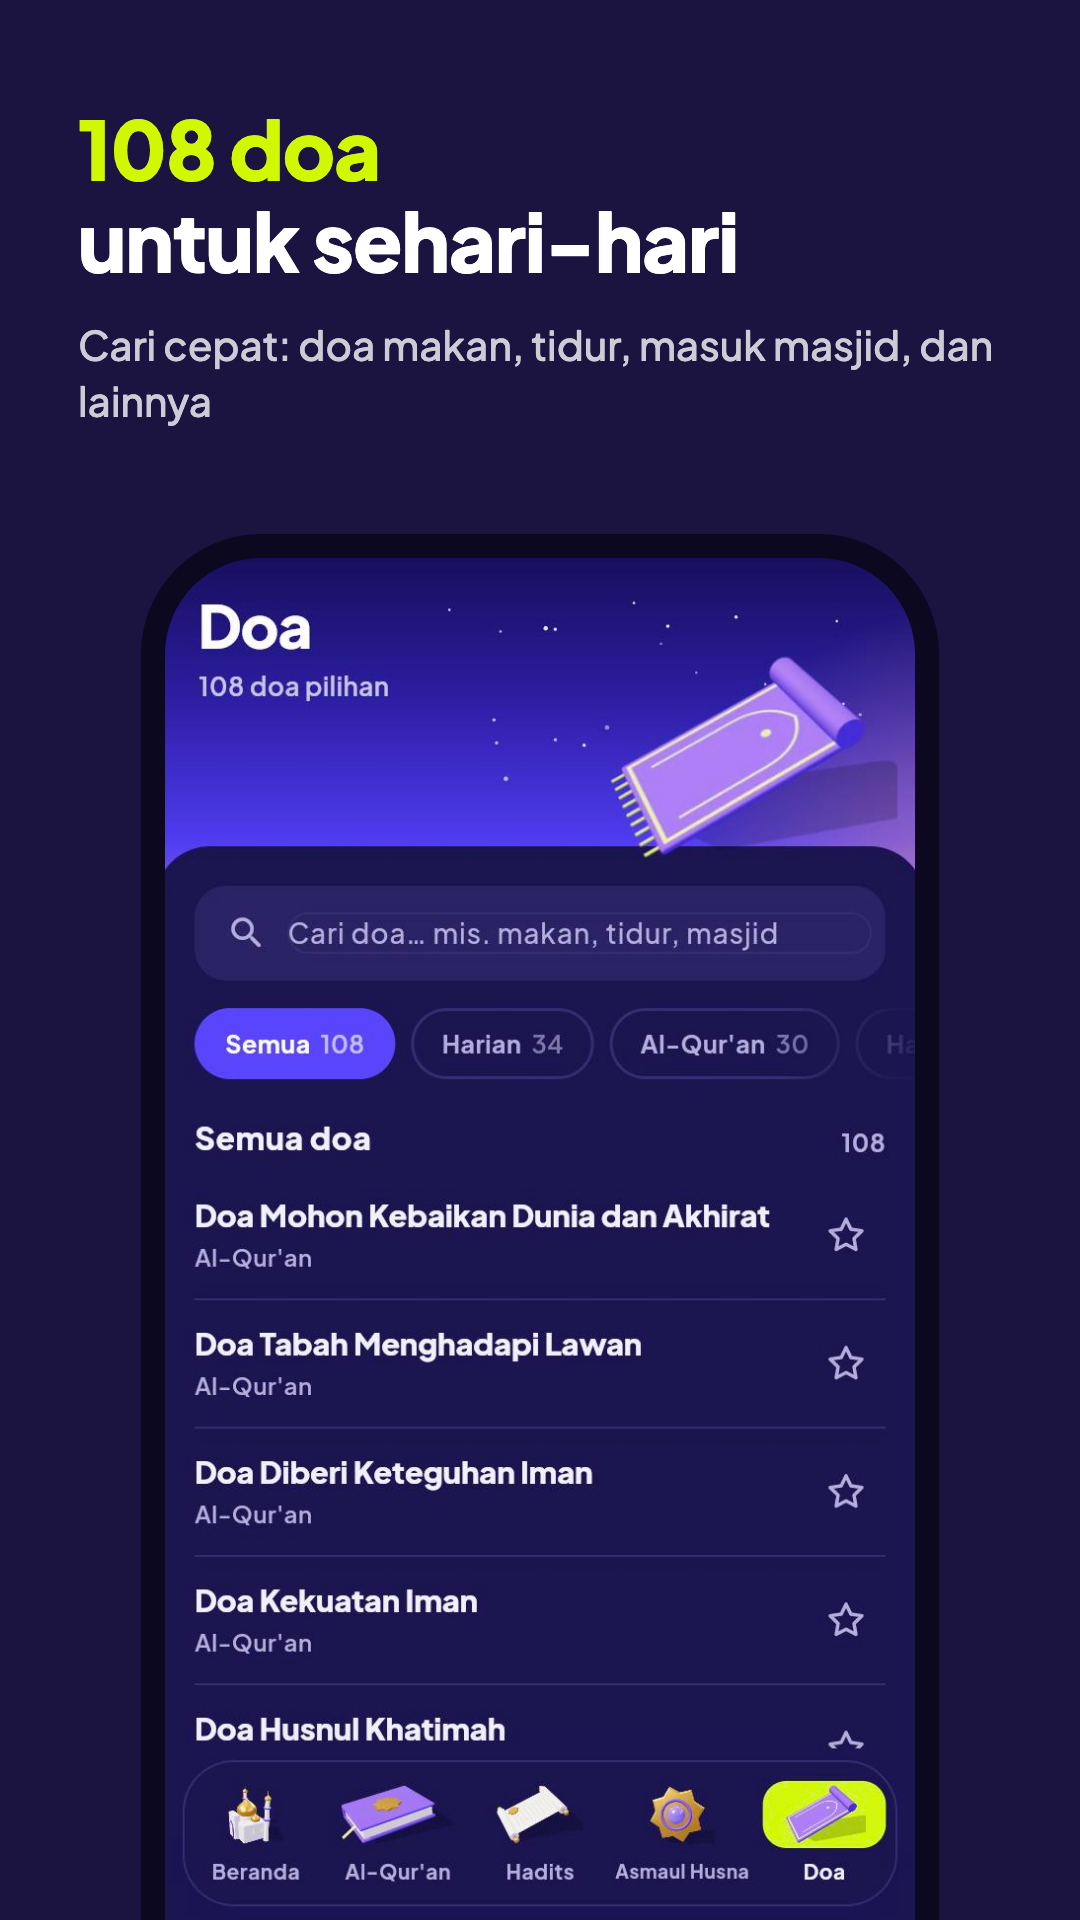 108 doa
untuk sehari-hari
Cari cepat: doa makan, tidur, masuk masjid, dan
lainnya
Doa
108 doa pilihan
Cari doa... mis. makan, tidur, masjid
Semua 108
Harian 34
Al-Qur'an 30
Semua doa
108
Doa Mohon Kebaikan Dunia dan Akhirat
Al-Qur'an
Doa Tabah Menghadapi Lawan
Al-Qur'an
Doa Diberi Keteguhan Iman
Al-Qur'an
Doa Kekuatan Iman
Al-Qur'an
Doa Husnul Khatimah
Beranda
Al-Qur'an
Hadits
Asmaul Husna
Doa